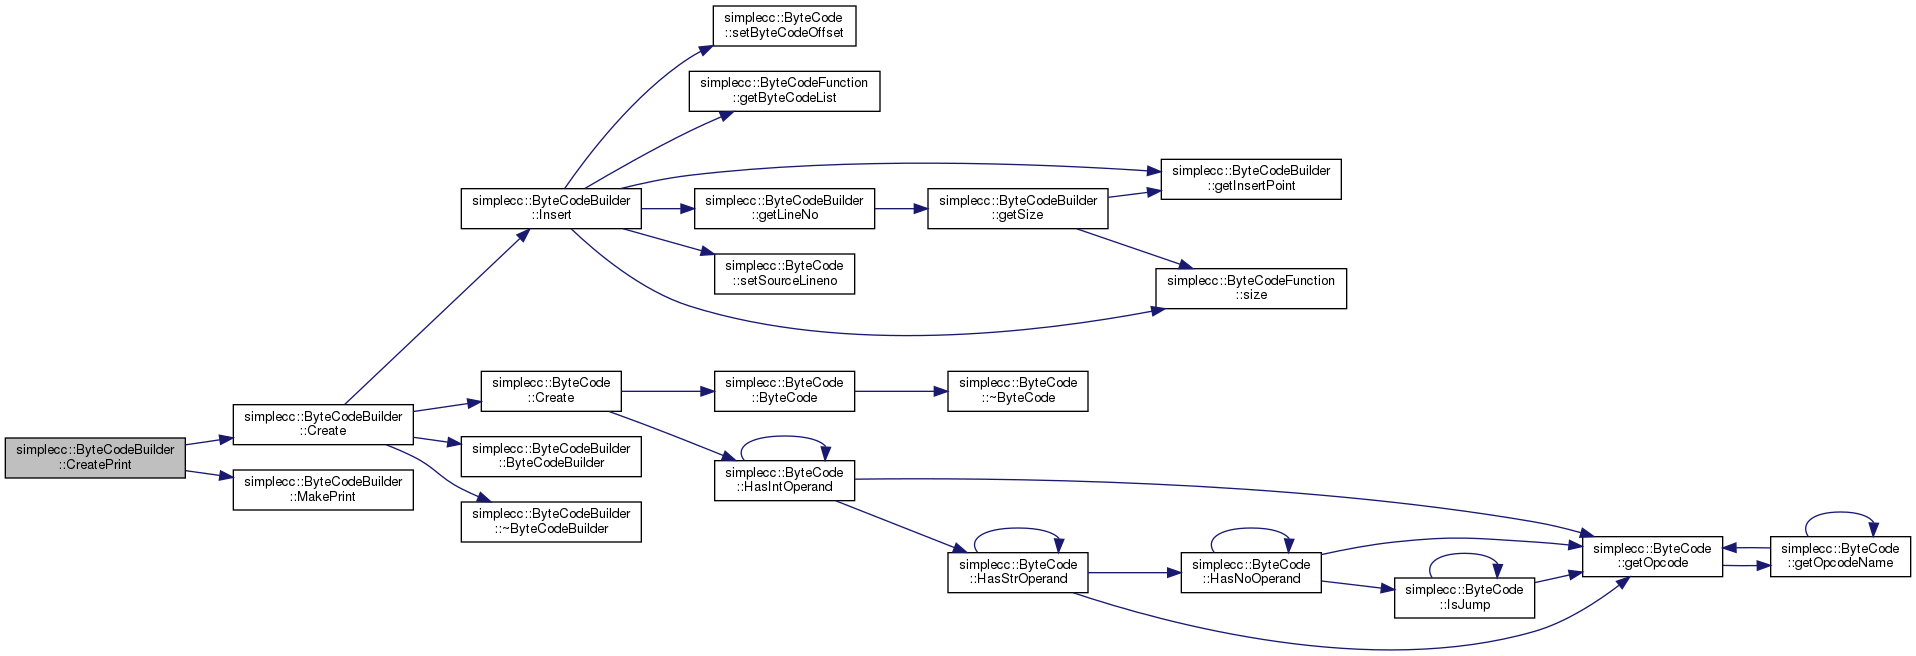 simplecc::ByteCodeBuilder
::CreatePrint
simplecc::ByteCodeBuilder
::Create
simplecc::ByteCodeBuilder
::MakePrint
simplecc::ByteCodeBuilder
::Insert
simplecc::ByteCode
::Create
simplecc::ByteCodeBuilder
::ByteCodeBuilder
simplecc::ByteCodeBuilder
::~ByteCodeBuilder
simplecc::ByteCode
::setByteCodeOffset
simplecc::ByteCodeFunction
::getByteCodeList
simplecc::ByteCodeBuilder
::getLineNo
simplecc::ByteCode
::setSourceLineno
simplecc::ByteCode
::ByteCode
simplecc::ByteCode
::HasIntOperand
simplecc::ByteCodeBuilder
::getSize
simplecc::ByteCode
::~ByteCode
simplecc::ByteCode
::HasStrOperand
simplecc::ByteCodeBuilder
::getInsertPoint
simplecc::ByteCodeFunction
::size
simplecc::ByteCode
::HasNoOperand
simplecc::ByteCode
::IsJump
simplecc::ByteCode
::getOpcode
simplecc::ByteCode
::getOpcodeName